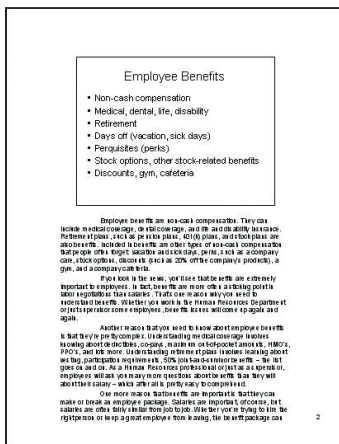 Employee Benefits
▪ Non-cash compensation
▪ Medical, dental, life, disability
▪ Retirement
▪ Days off (vacation, sick days)
▪ Perquisites (perks)
▪ Stock options, other stock-related benefits
▪ Discounts, gym, cafeteria
Employee benefits are non-cash compensation. They can
include medical coverage, dental coverage, and life and disability insurance.
Retirement plans, such as pension plans, 401(k) plans, and stock plans are
also benefits. Included in benefits are other types of non-cash compensation
that people often forget: vacation and sick days, perks, such as a company
care, stock options, discounts (such as 20% off the company's products), a
gym, and a company cafteria.
If you look in the news, you'll see that benefits are extremely
important to employees. In fact, benefits are more often a sticking point in
labor negotiations than salaries. That's one reason why you need to
understand benefits. Whether you work in the Human Resources Department
or just supervise some employees, benefits issues will come up again and
again.
Another reason that you need to know about employee benefits
is that they're pretty complex. Understanding medical coverage involves
knowing about deductibles, co-pays, maximum out-of-pocket amounts, HMO's,
PPO's, and lots more. Understanding retirement plans involves learning about
vesting, participation requirements, 50% joint-and-survivor benefits – the list
goes on and on. As a Human Resources professional or just as a supervisor,
employees will ask you many more questions about benefits than they will
about their salary – which after all is pretty easy to comprehend.
One more reason that benefits are important is that they can
make or break an employee package. Salaries are important, of course, but
salaries are often fairly similar from job to job. Whether you're trying to hire the
right person or keep a great employee from leaving, the benefit package can
2